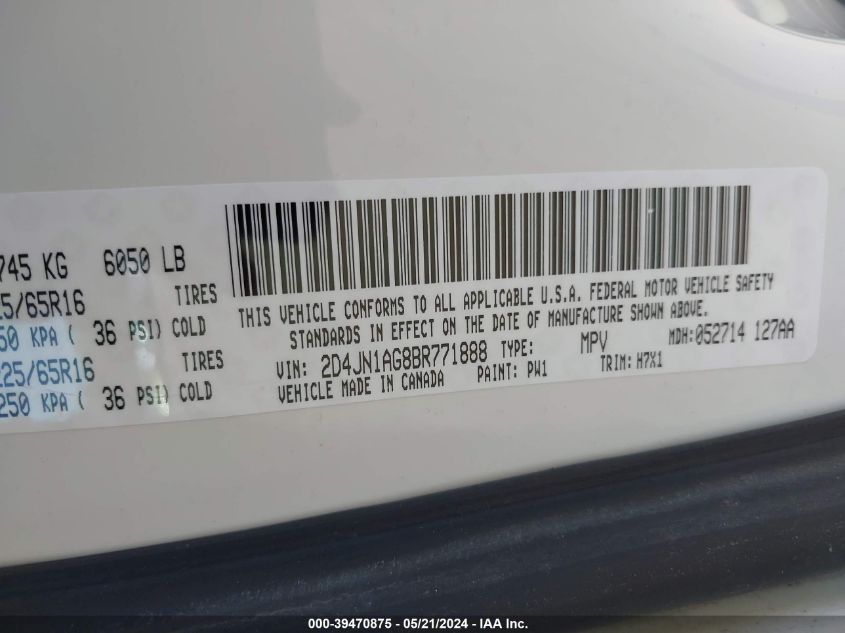 745 KG 6050 LB
5/65R16 TIRES
50 KPA ( 36 PSI) COLD
225/65R16 TIRES
250 KPA ( 36 PSI) COLD
THIS VEHICLE CONFORMS TO ALL APPLICABLE U.S.A. FEDERAL MOTOR VEHICLE SAFETY
STANDARDS IN EFFECT ON THE DATE OF MANUFACTURE SHOWN ABOVE.
VIN: 2D4JN1AG8BR771888 TYPE: MPV MDH:052714 127AA
VEHICLE MADE IN CANADA PAINT: PW1 TRIM: H7X1
000-39470875 - 05/21/2024 - IAA Inc.